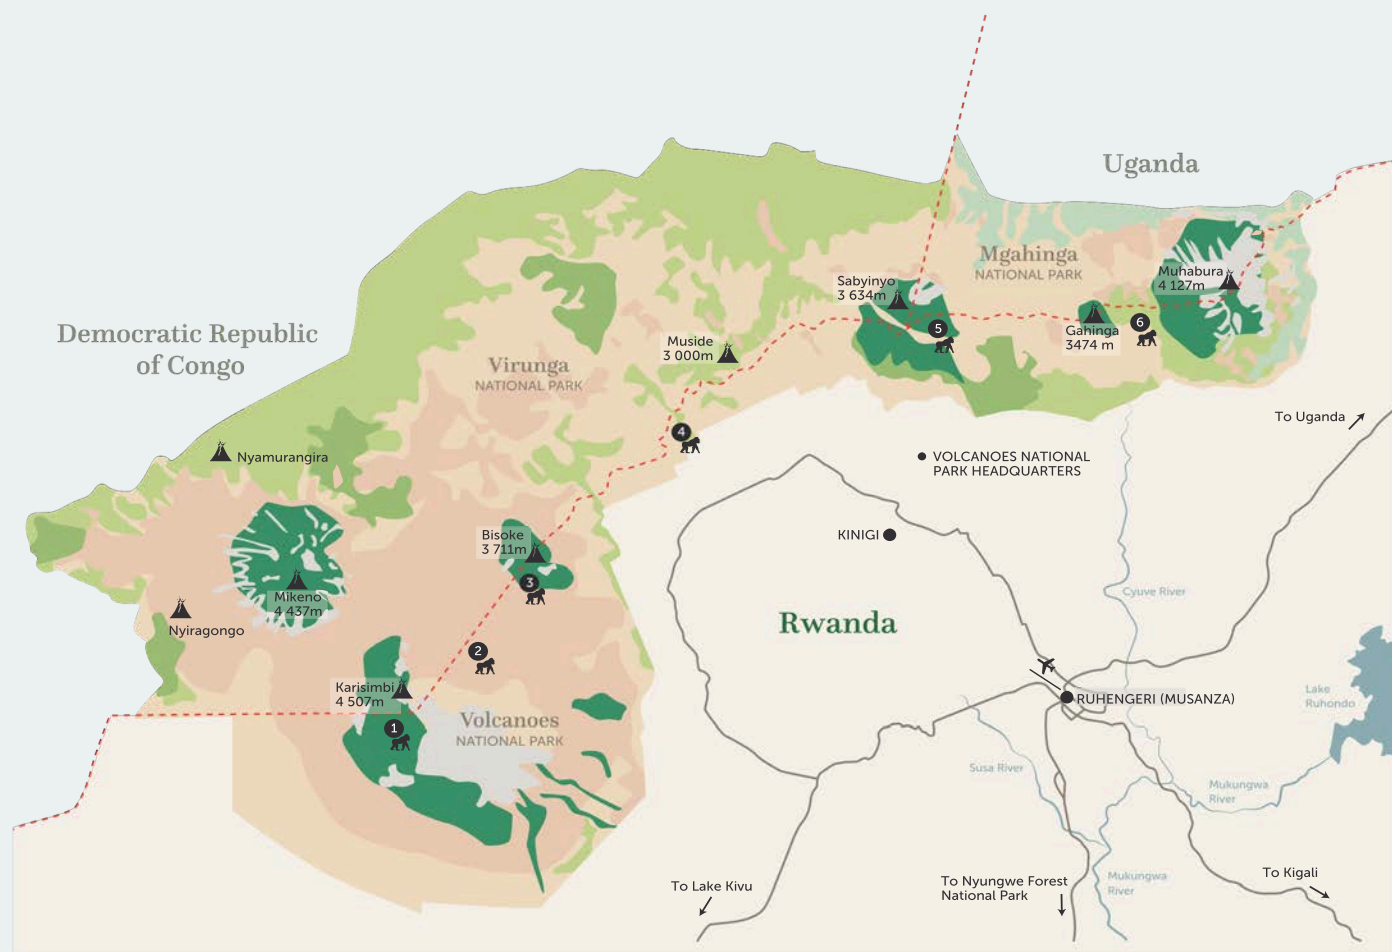 Uganda
Mgahinga
NATIONAL PARK
Sabyinyo
3 634m
Muhabura
4 127m
5
6
Gahinga
3474 m
Democratic Republic
of Congo
Muside
3 000m
Virunga
NATIONAL PARK
To Uganda
4
Nyamurangira
VOLCANOES NATIONAL
PARK HEADQUARTERS
Bisoke
3 711m
KINIGI
3
Mikeno
4 437m
Cyuve River
Nyiragongo
Rwanda
2
Karisimbi
4 507m
RUHENGERI (MUSANZA)
Lake
Ruhondo
1
Volcanoes
NATIONAL PARK
Susa River
Mukungwa
River
To Lake Kivu
To Nyungwe Forest
National Park
Mukungwa
River
To Kigali